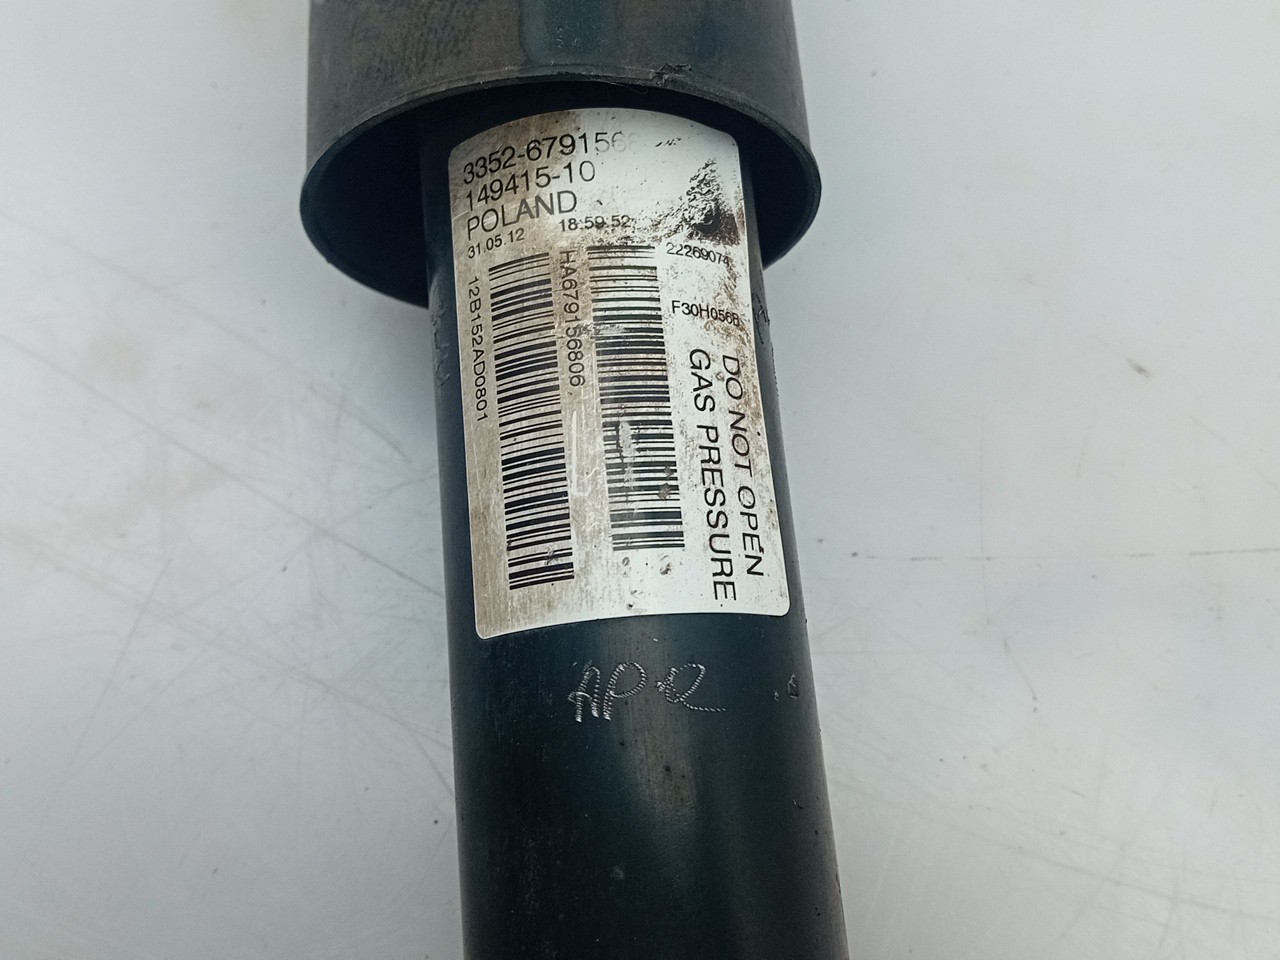 3352-6791568
149415-10
POLAND
31.05.12 18:59:52
22269074
F30H056B
HA679156806
12B152AD0801
DO NOT OPEN
GAS PRESSURE